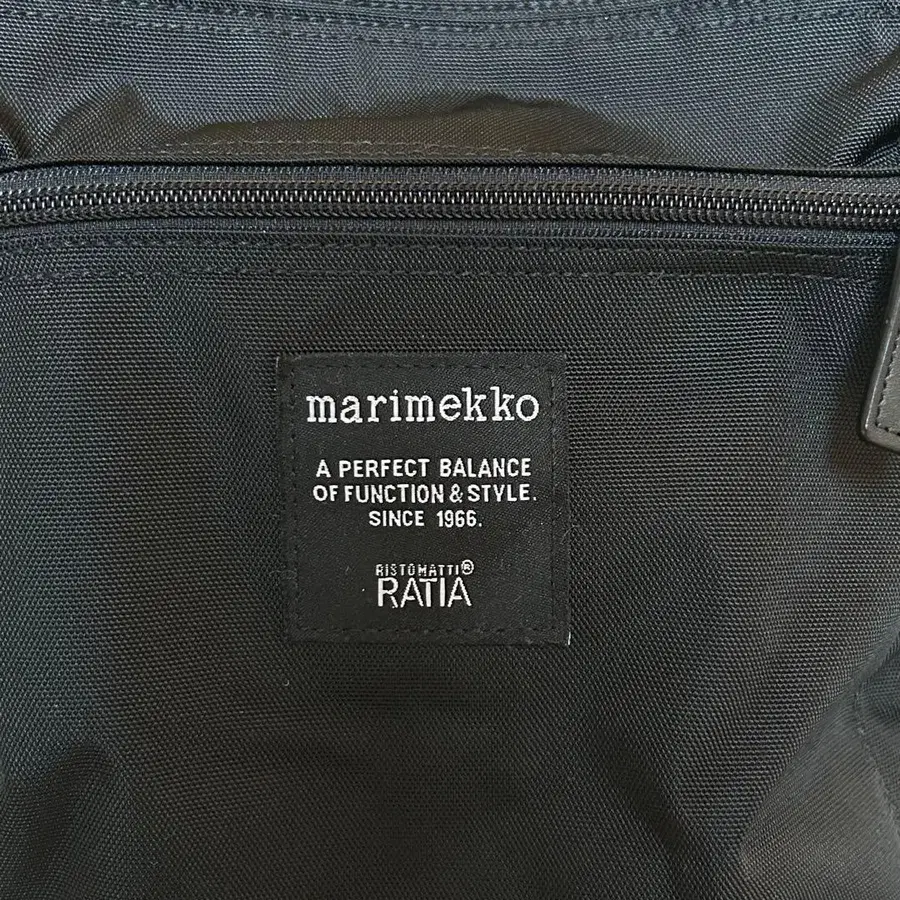 marimekko
A PERFECT BALANCE
OF FUNCTION & STYLE.
SINCE 1966.
RISTOMATTI®
RATIA